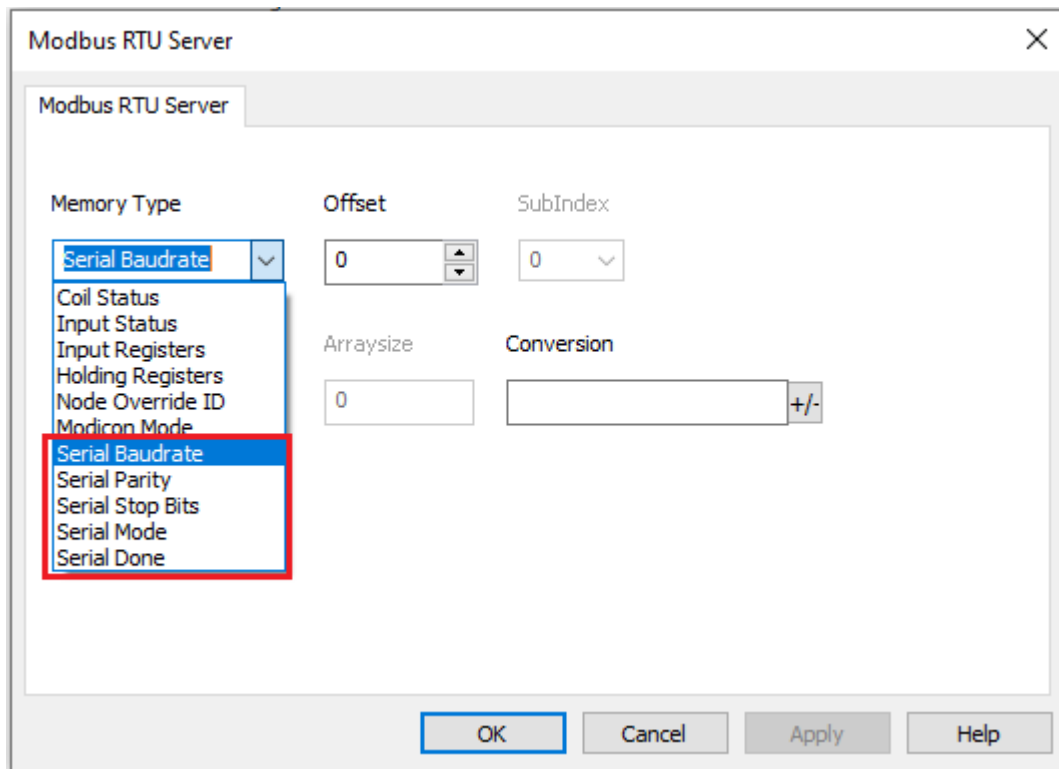 Modbus RTU Server
Modbus RTU Server
Memory Type
Offset
SubIndex
Serial Baudrate
0
0
Coil Status
Input Status
Input Registers
Holding Registers
Node Override ID
Modicon Mode
Serial Baudrate
Serial Parity
Serial Stop Bits
Serial Mode
Serial Done
Arraysize
Conversion
0
+/-
OK
Cancel
Apply
Help